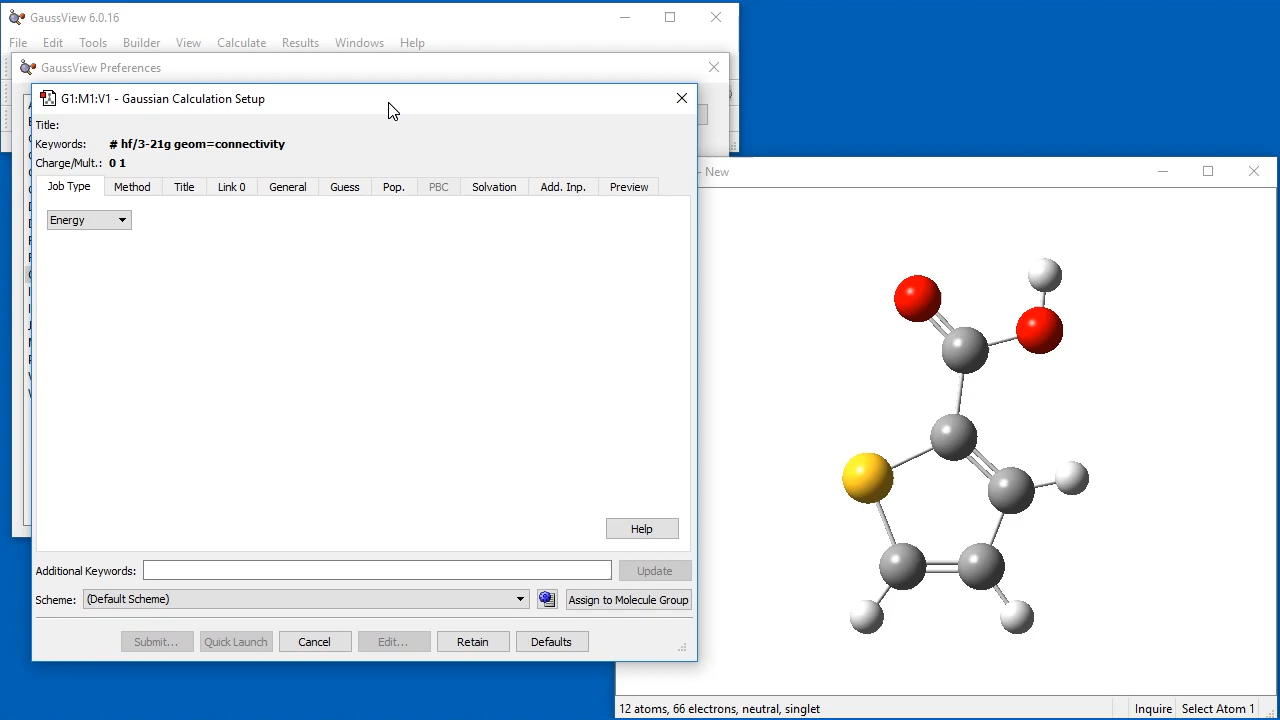 GaussView 6.0.16
File Edit Tools Builder View Calculate Results Windows Help
GaussView Preferences
G1:M1:V1 - Gaussian Calculation Setup
Title:
Keywords: # hf/3-21g geom=connectivity
Charge/Mult.: 0 1
Job Type Method Title Link 0 General Guess Pop. PBC Solvation Add. Inp. Preview
Energy
Help
Additional Keywords: Update
Scheme: (Default Scheme) Assign to Molecule Group
Submit... Quick Launch Cancel Edit... Retain Defaults
- New
12 atoms, 66 electrons, neutral, singlet Inquire Select Atom 1